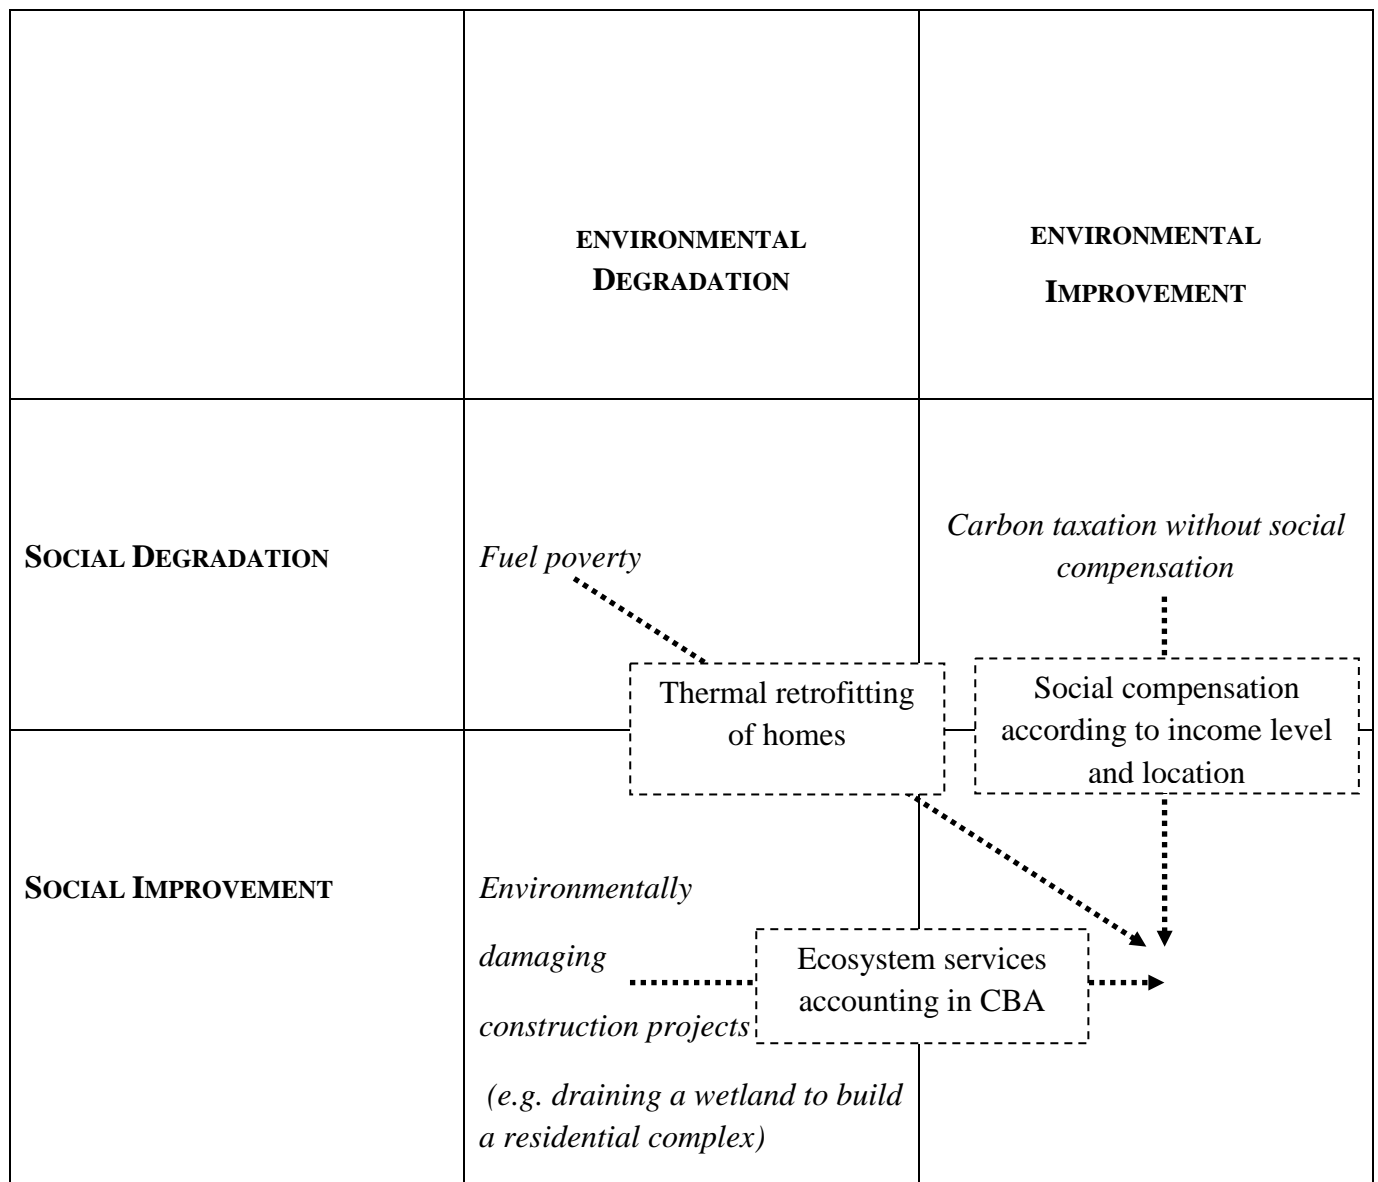 ENVIRONMENTAL
DEGRADATION
ENVIRONMENTAL
IMPROVEMENT
SOCIAL DEGRADATION
Fuel poverty
Carbon taxation without social
compensation
Thermal retrofitting
of homes
Social compensation
according to income level
and location
SOCIAL IMPROVEMENT
Environmentally
damaging
construction projects
(e.g. draining a wetland to build
a residential complex)
Ecosystem services
accounting in CBA